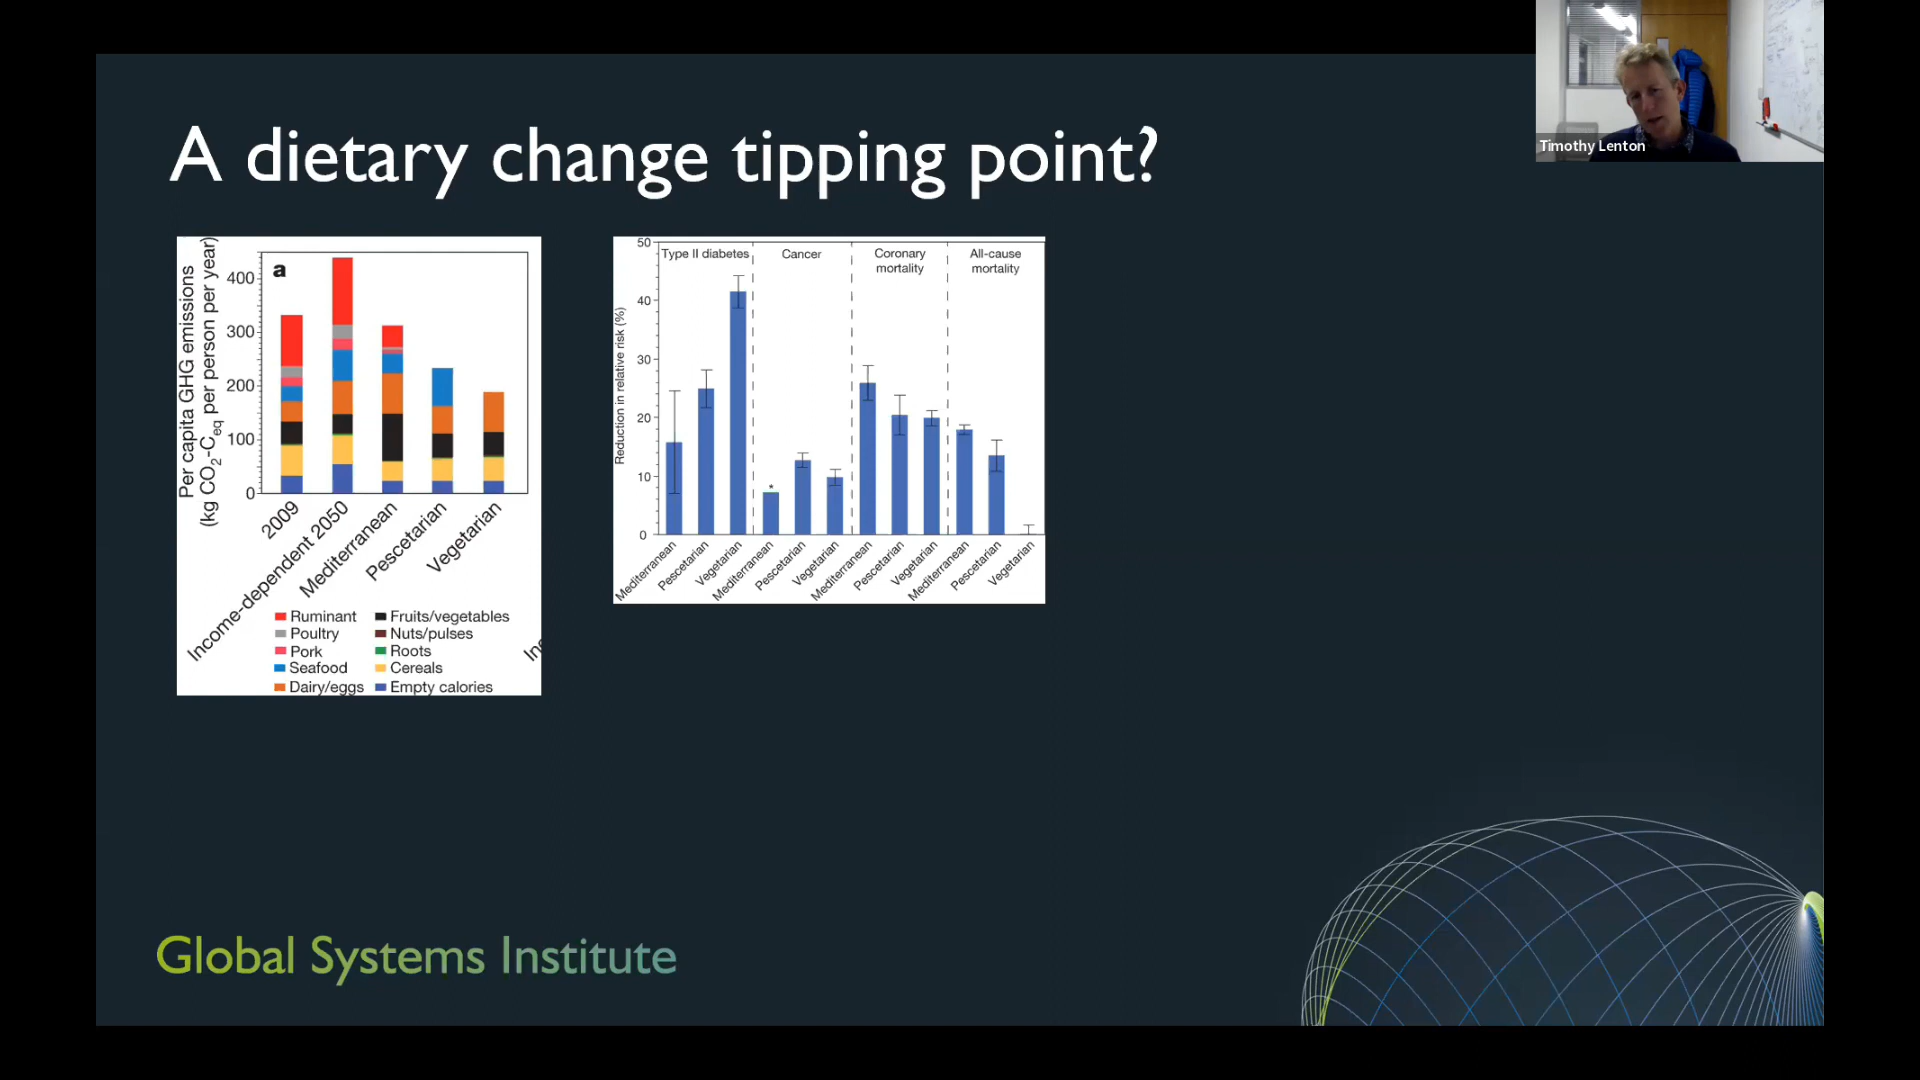 Timothy Lenton
A dietary change tipping point?
Per capita GHG emissions
(kg CO2-Ceq per person per year)
a
400
300
200
100
0
2009
Income-dependent 2050
Mediterranean
Pescetarian
Vegetarian
Ruminant
Poultry
Pork
Seafood
Dairy/eggs
Fruits/vegetables
Nuts/pulses
Roots
Cereals
Empty calories
Reduction in relative risk (%)
50
40
30
20
10
0
Type II diabetes
Cancer
Coronary
mortality
All-cause
mortality
*
Mediterranean
Pescetarian
Vegetarian
Mediterranean
Pescetarian
Vegetarian
Mediterranean
Pescetarian
Vegetarian
Mediterranean
Pescetarian
Vegetarian
Global Systems Institute